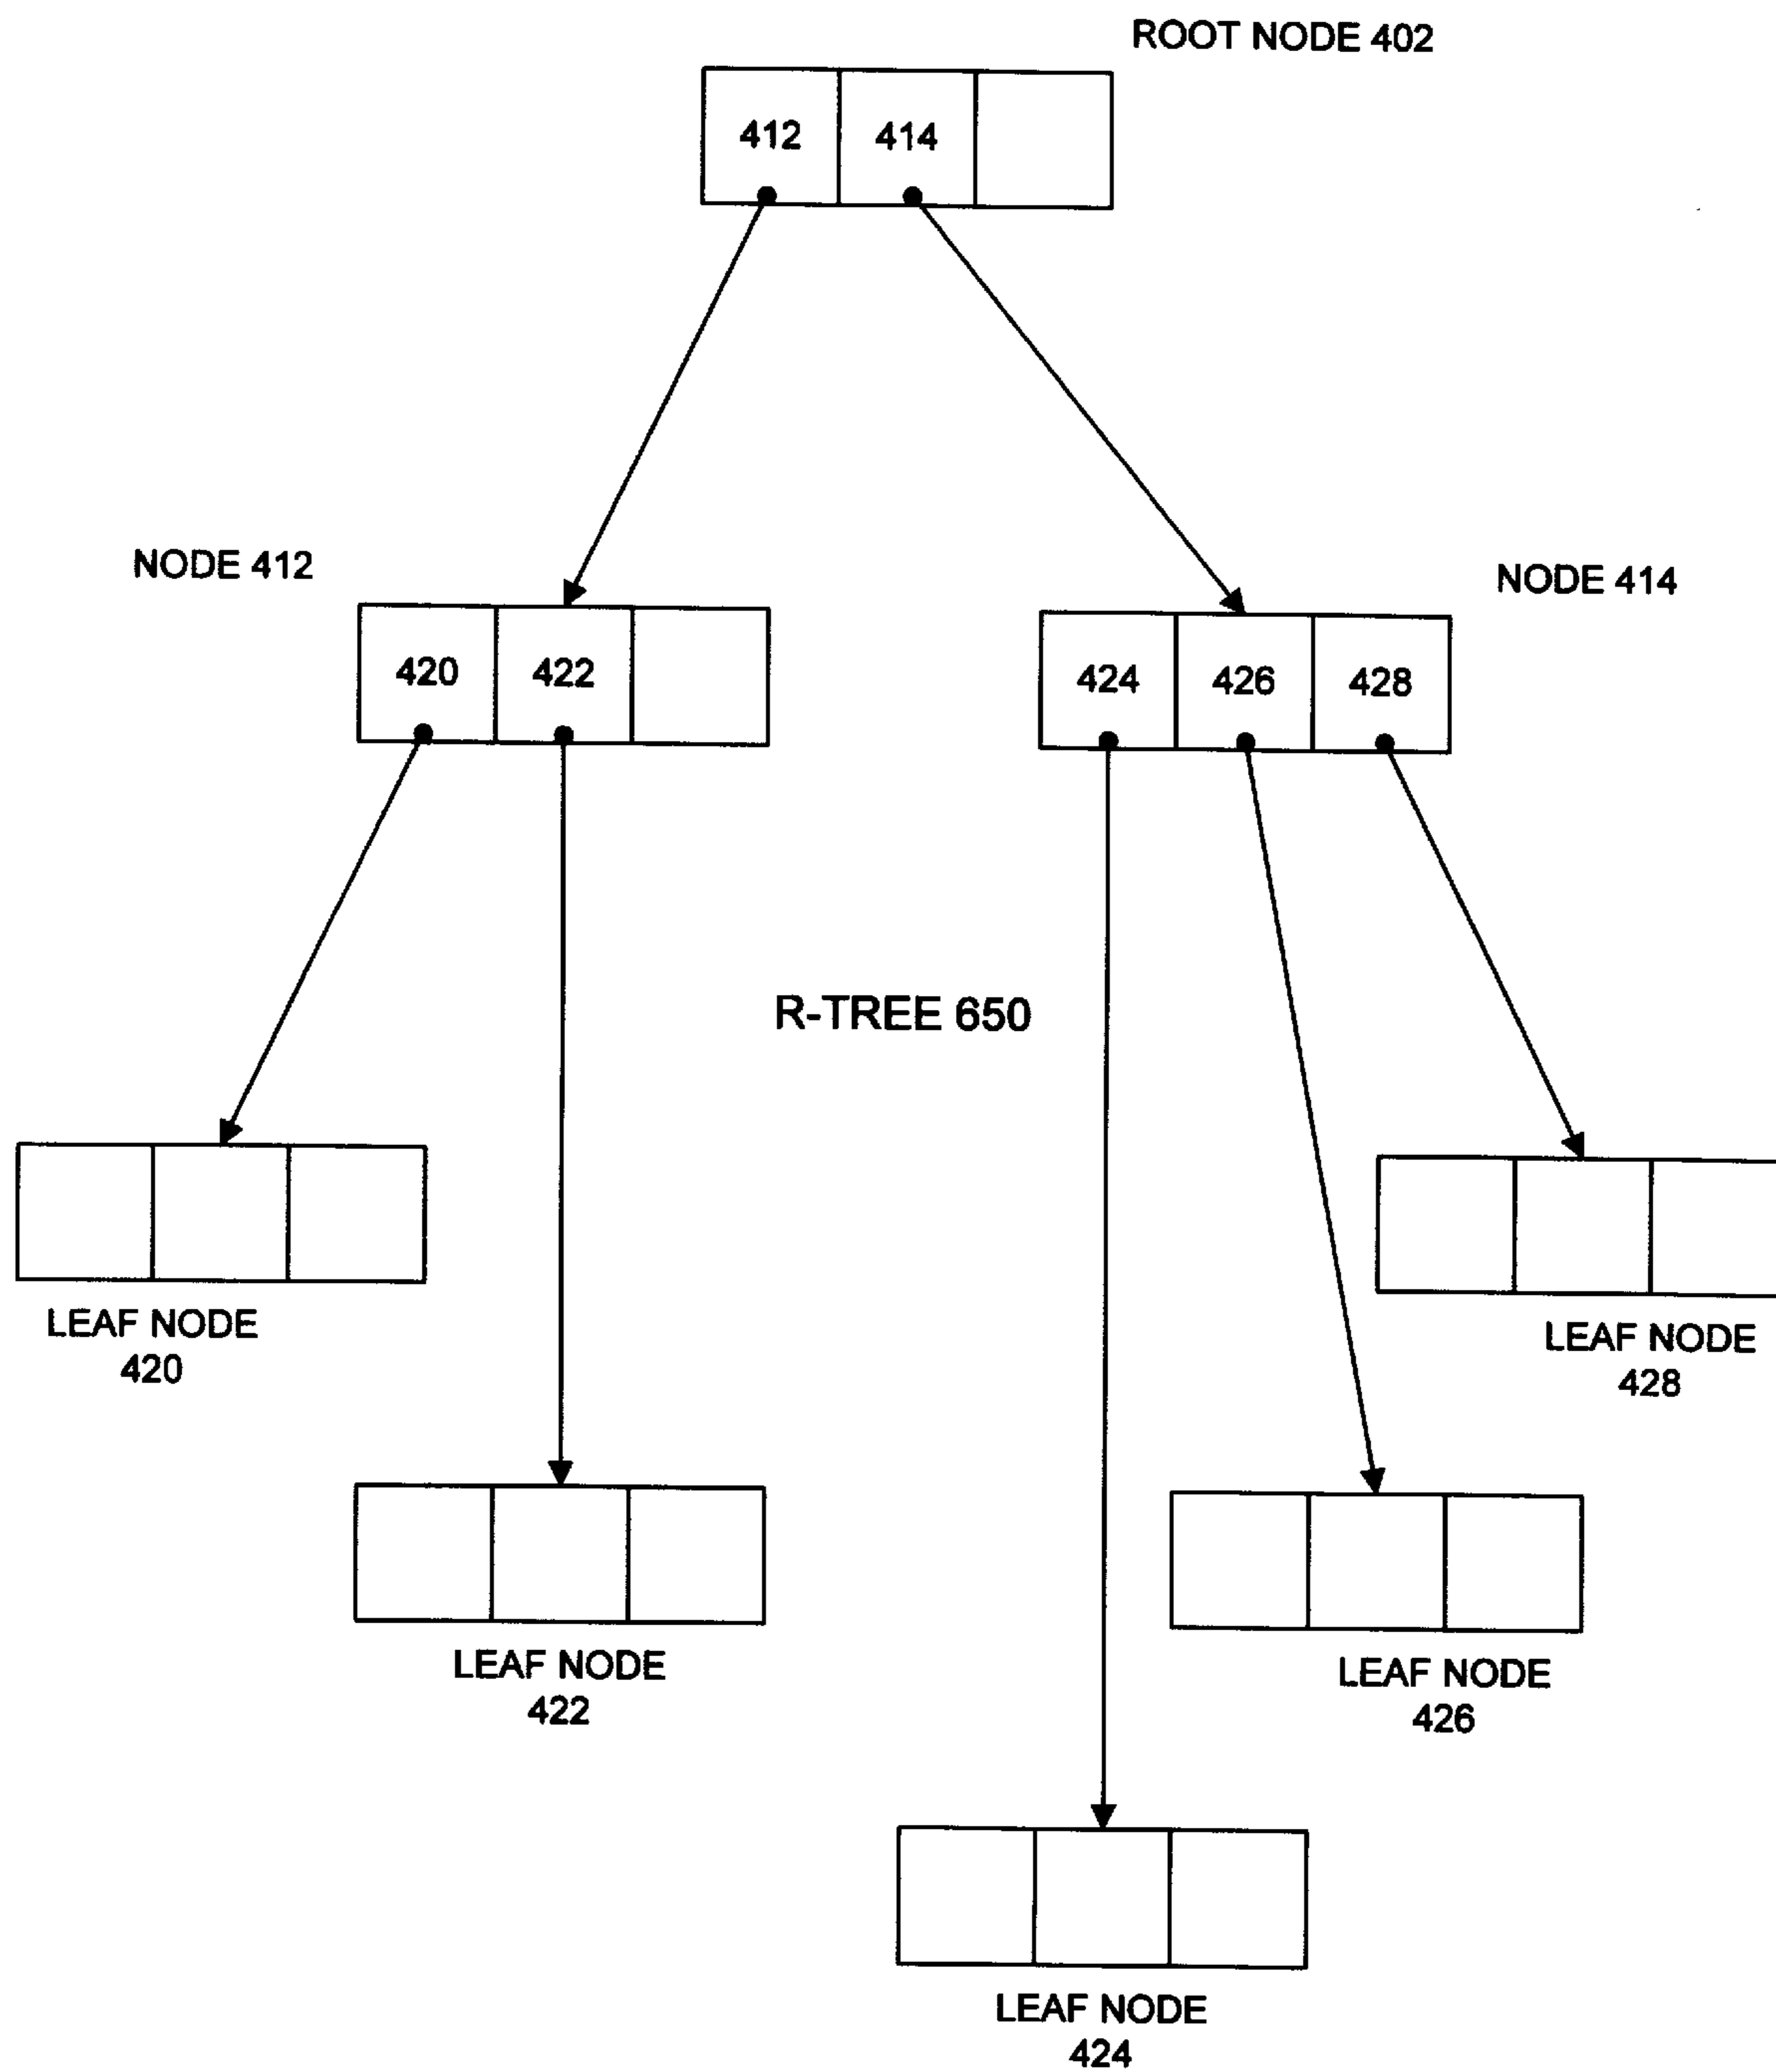 ROOT NODE 402
412 414
NODE 412
NODE 414
420 422
424 426 428
R-TREE 650
LEAF NODE
420
LEAF NODE
428
LEAF NODE
422
LEAF NODE
426
LEAF NODE
424